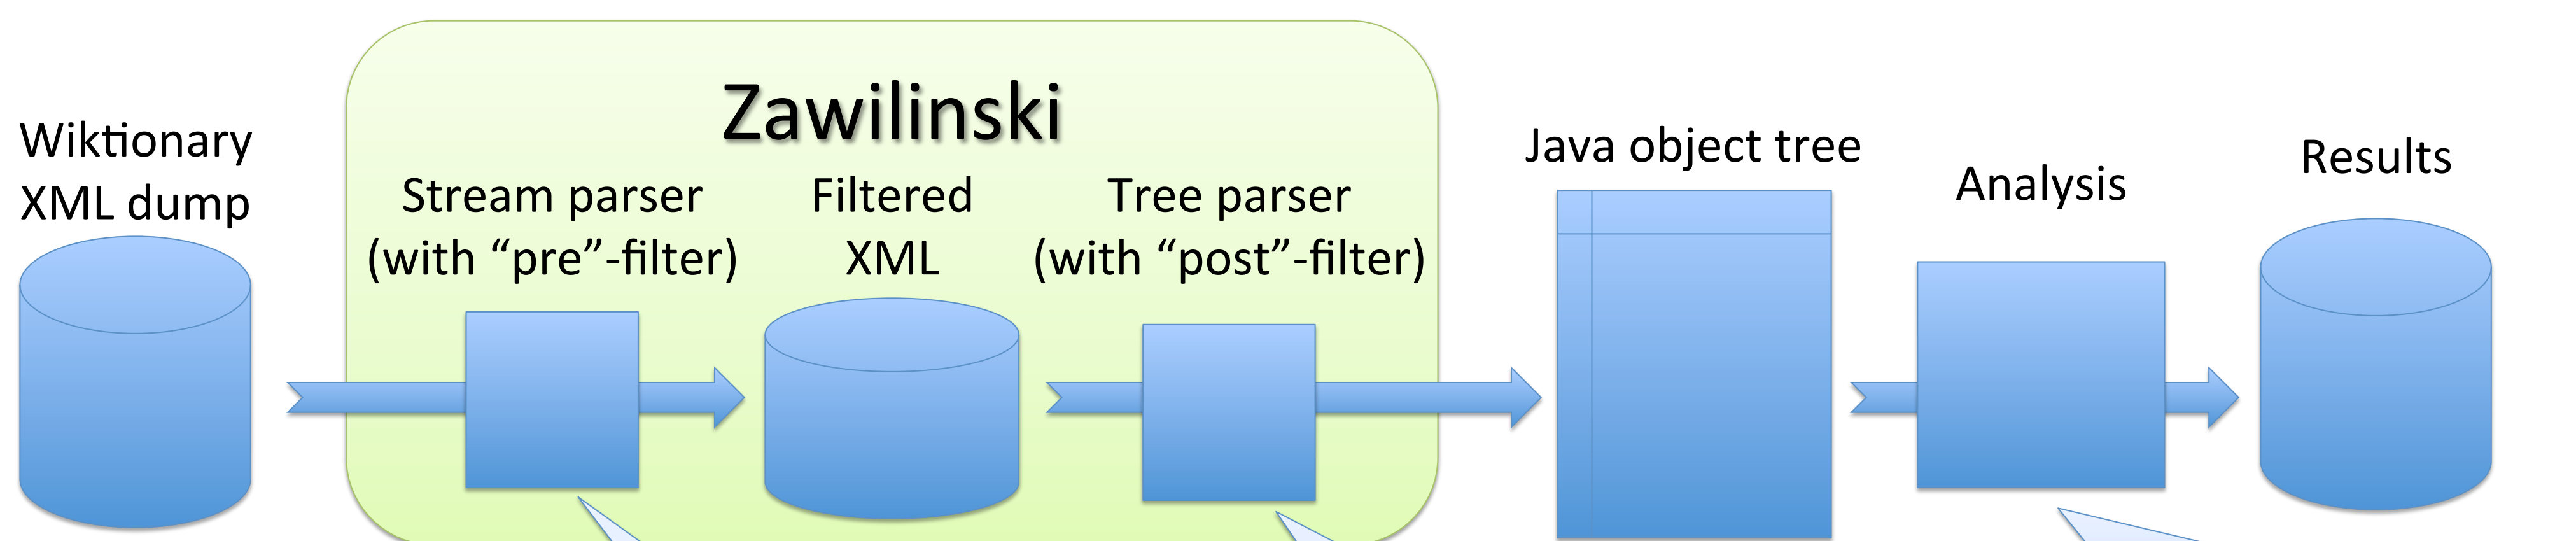 Zawilinski
Wiktionary
XML dump
Stream parser
(with “pre”-filter)
Filtered
XML
Tree parser
(with “post”-filter)
Java object tree
Analysis
Results